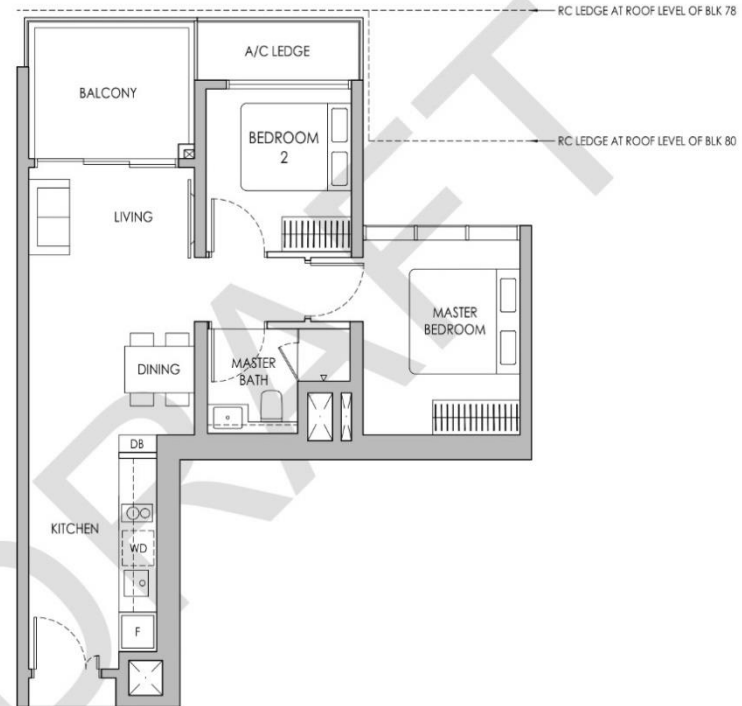 RC LEDGE AT ROOF LEVEL OF BLK 78
A/C LEDGE
BALCONY
BEDROOM
2
RC LEDGE AT ROOF LEVEL OF BLK 80
LIVING
MASTER
BEDROOM
DINING
MASTER
BATH
DB
KITCHEN
WD
F
DRAFT